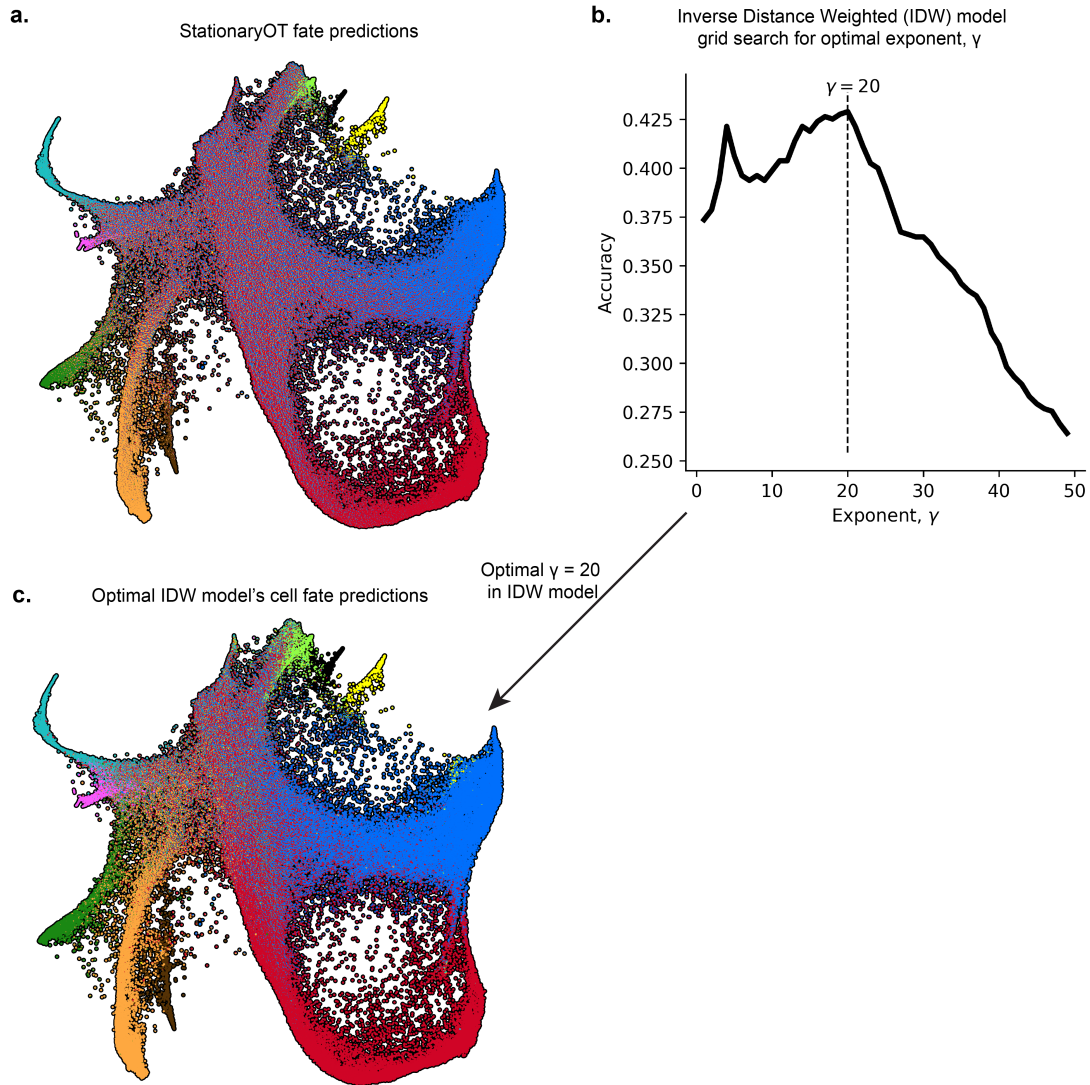 a.
StationaryOT fate predictions
b.
Inverse Distance Weighted (IDW) model
grid search for optimal exponent, γ
γ = 20
0.425
0.400
0.375
0.350
0.325
0.300
0.275
0.250
Accuracy
0 10 20 30 40 50
Exponent, γ
Optimal γ = 20
in IDW model
c.
Optimal IDW model's cell fate predictions